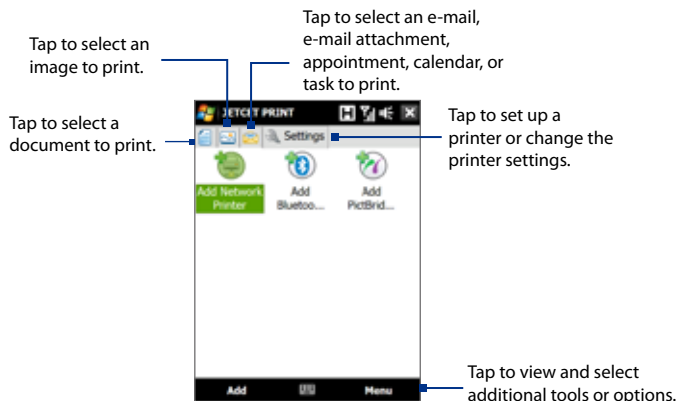 Tap to select an e-mail,
e-mail attachment,
appointment, calendar, or
task to print.
Tap to select an
image to print.
Tap to select a
document to print.
Tap to set up a
printer or change the
printer settings.
JETCET PRINT
Settings
Add Network
Printer
Add
Bluetoo...
Add
PictBrid...
Add
Menu
Tap to view and select
additional tools or options.